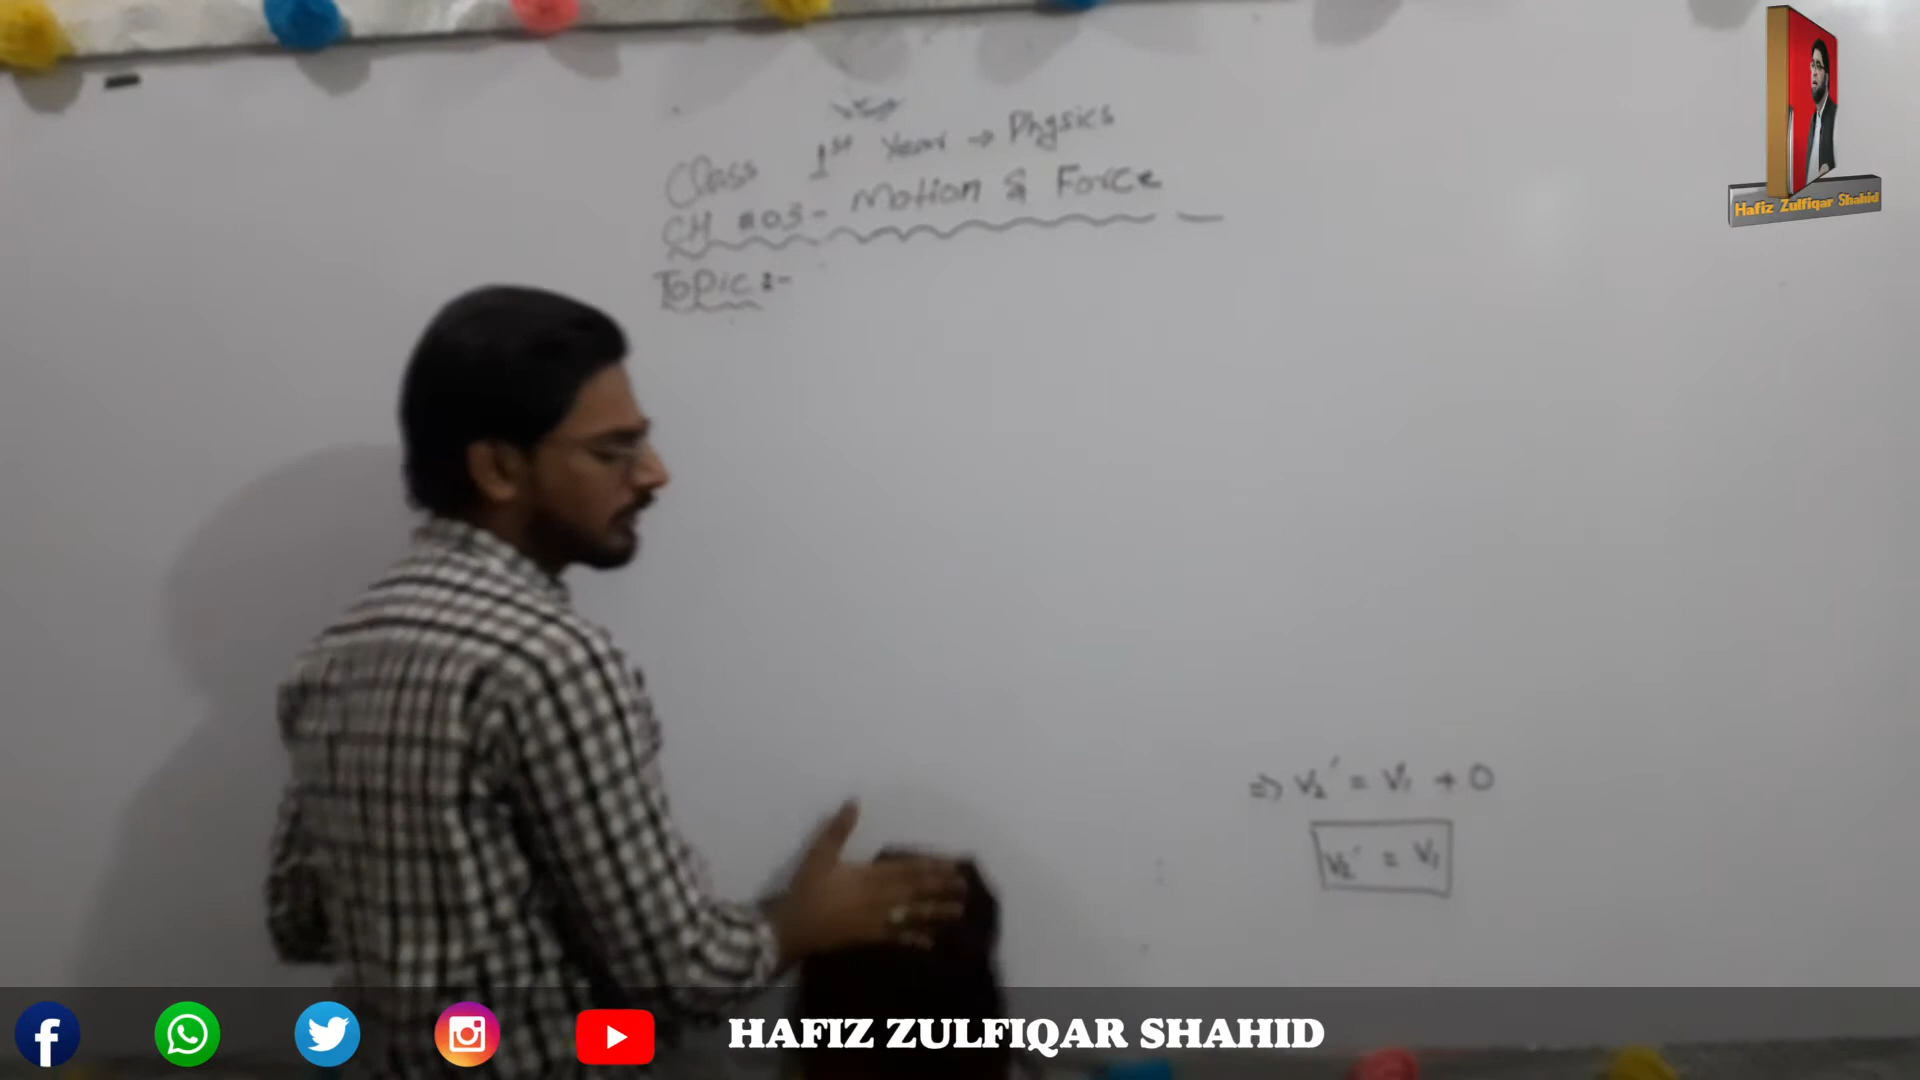 Class 1st Year → Physics
CH #03- Motion & Force
Topic :-
⇒ V₂′ = V₁ + 0
V₂′ = V₁
Hafiz Zulfiqar Shahid
HAFIZ ZULFIQAR SHAHID